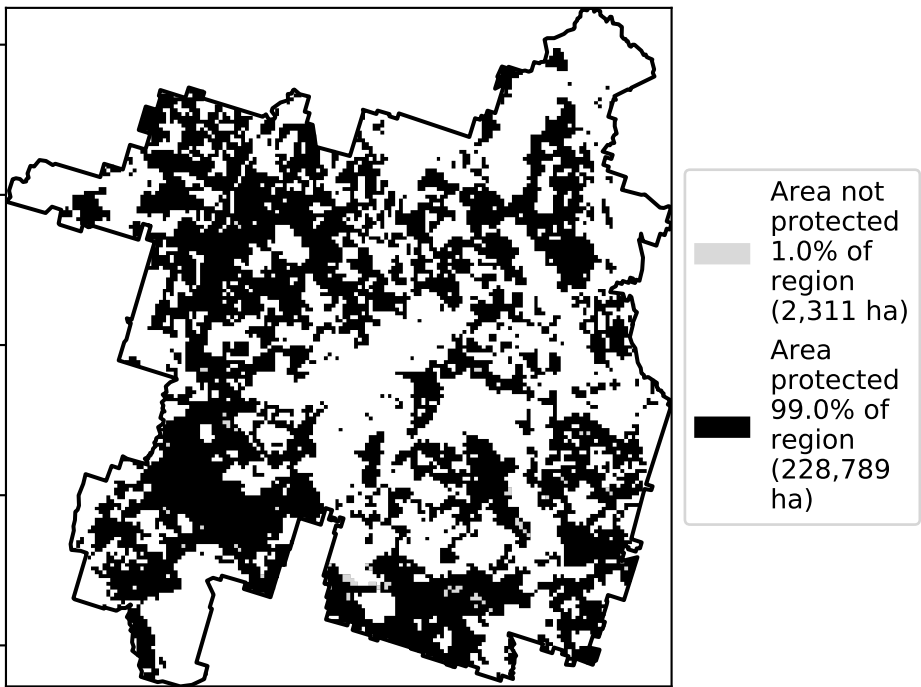 Area not
protected
1.0% of
region
(2,311 ha)
Area
protected
99.0% of
region
(228,789
ha)